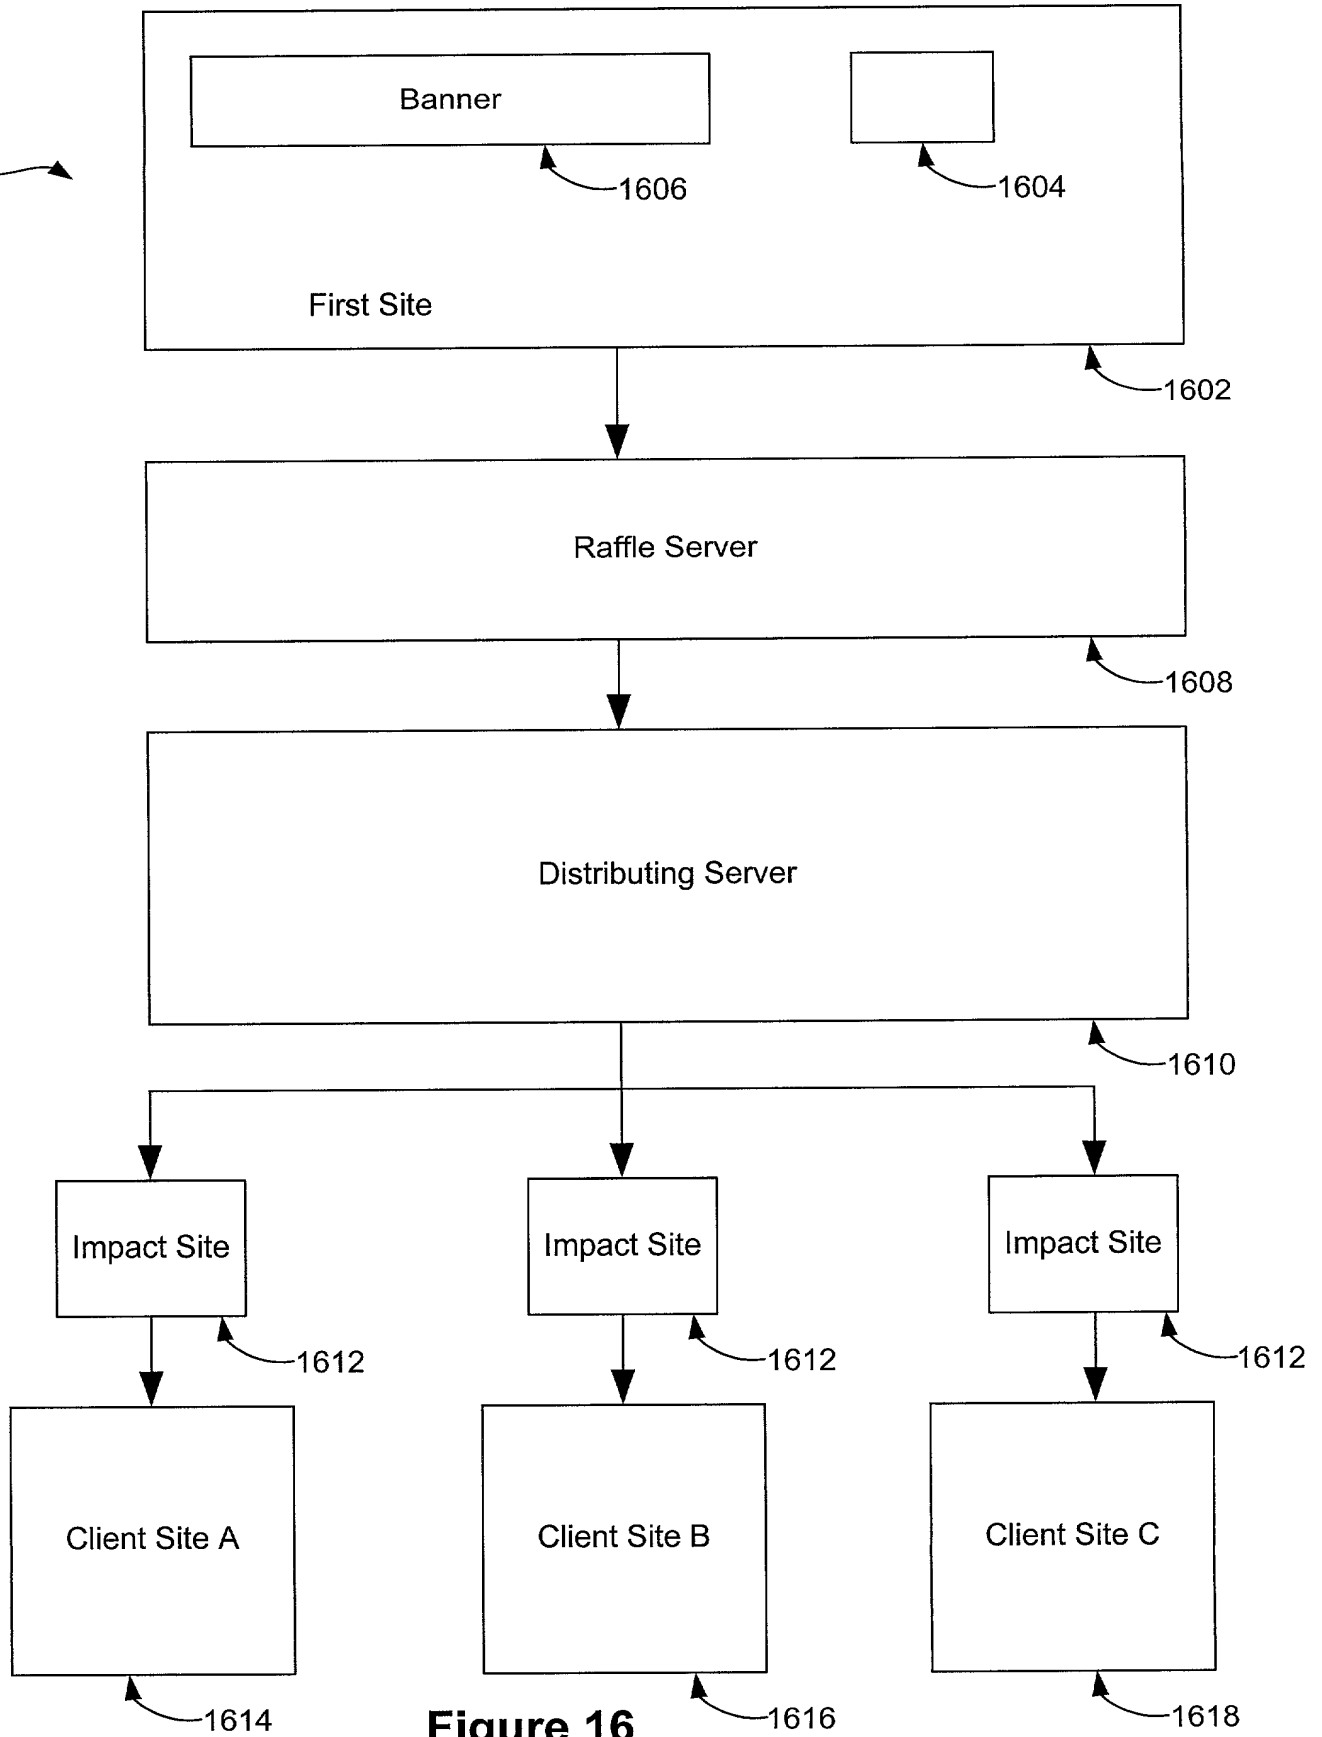 Banner
1606
1604
First Site
1602
Raffle Server
1608
Distributing Server
1610
Impact Site
Impact Site
Impact Site
1612
1612
1612
Client Site A
Client Site B
Client Site C
1614
1616
1618
Figure 16